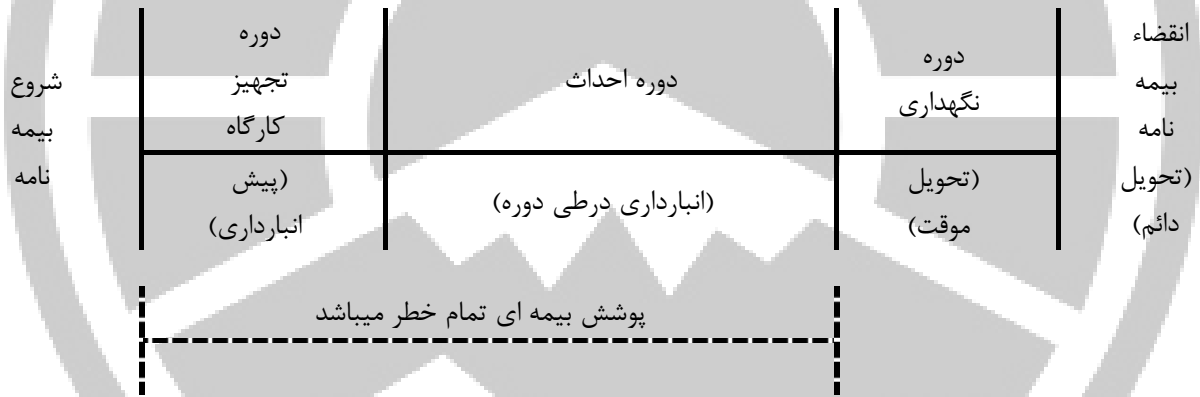 شروع
بیمه
نامه
دوره
تجهیز
کارگاه
(پیش
انبارداری)
دوره احداث
(انبارداری درطی دوره)
دوره
نگهداری
(تحویل
موقت)
انقضاء
بیمه
نامه
(تحویل
دائم)
پوشش بیمه ای تمام خطر میباشد